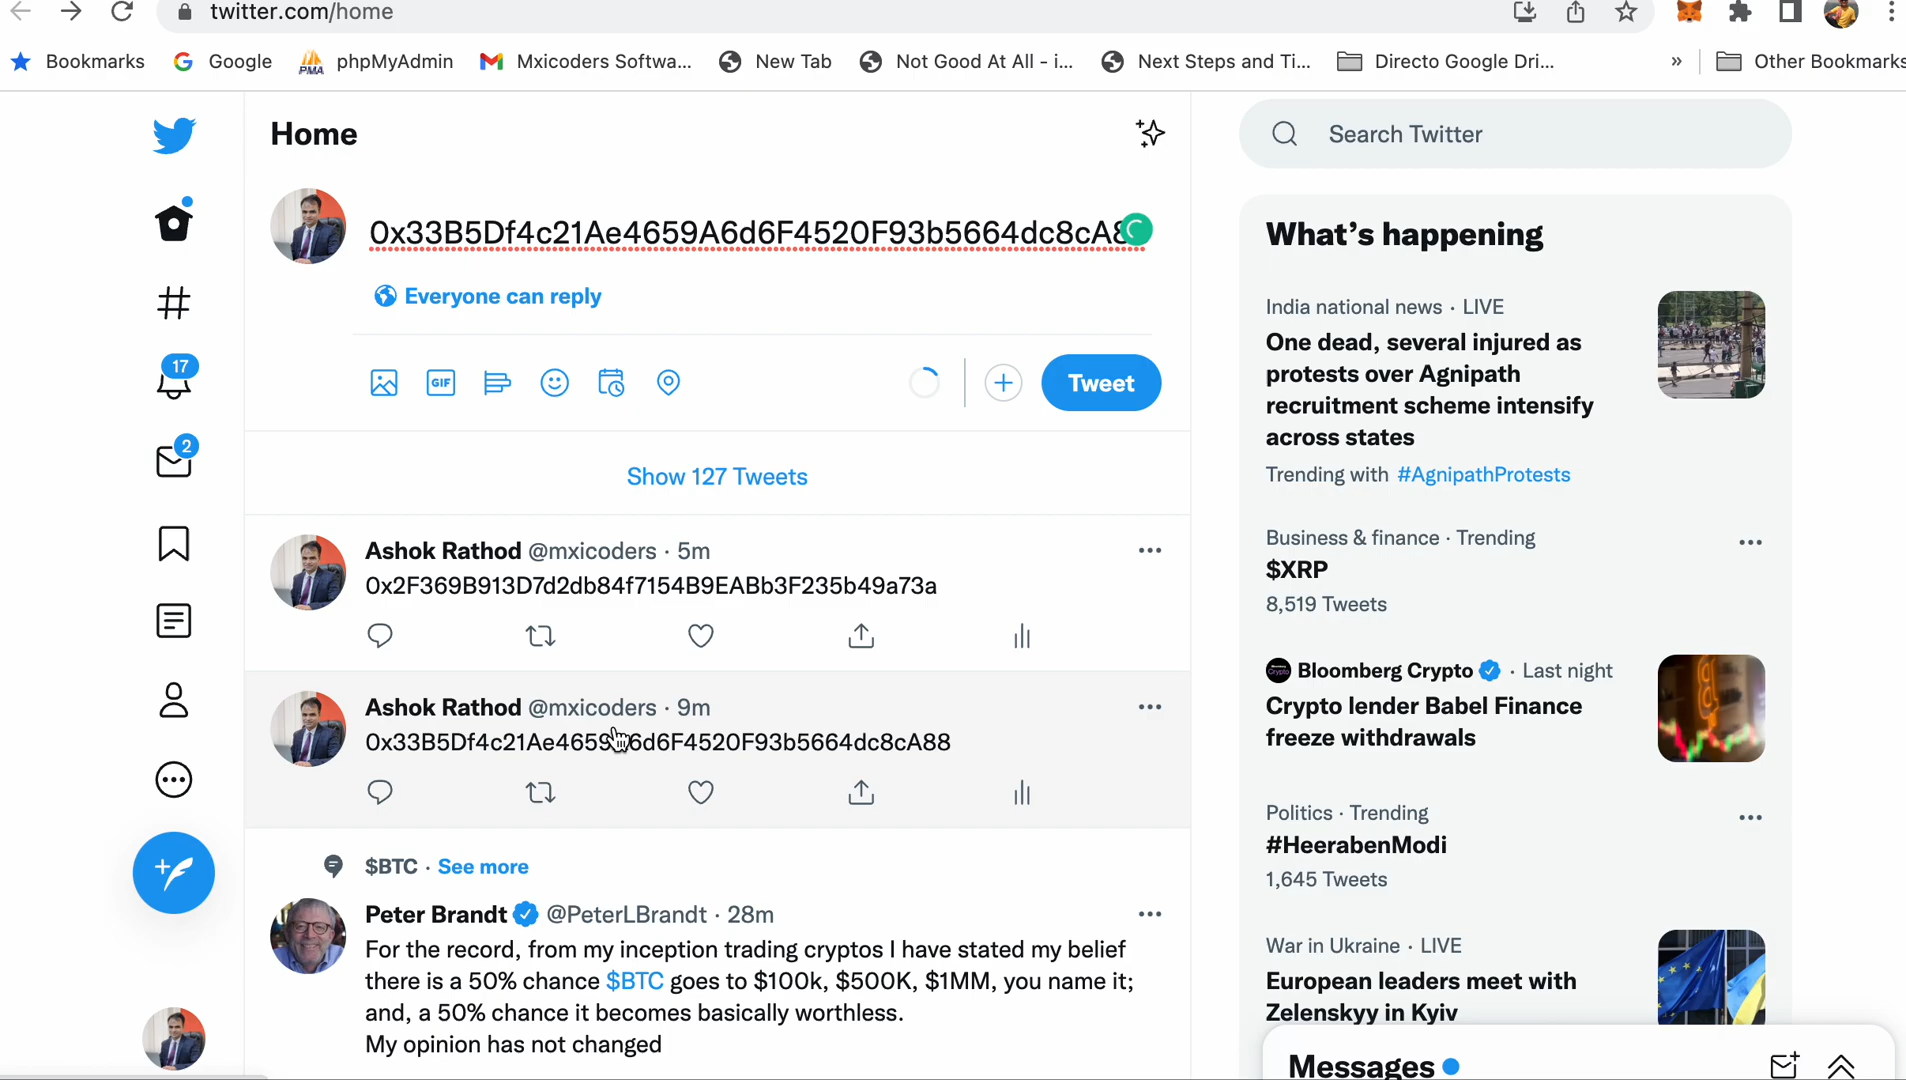 twitter.com/home
Bookmarks
Google
PMA
phpMyAdmin
Mxicoders Softwa...
New Tab
Not Good At All - i...
Next Steps and Ti...
Directo Google Dri...
»
Other Bookmarks
Home
Search Twitter
0x33B5Df4c21Ae4659A6d6F4520F93b5664dc8cA8
Everyone can reply
GIF
Tweet
17
2
Show 127 Tweets
Ashok Rathod @mxicoders · 5m
0x2F369B913D7d2db84f7154B9EABb3F235b49a73a
Ashok Rathod @mxicoders · 9m
0x33B5Df4c21Ae4659 6d6F4520F93b5664dc8cA88
$BTC · See more
Peter Brandt @PeterLBrandt · 28m
For the record, from my inception trading cryptos I have stated my belief
there is a 50% chance $BTC goes to $100k, $500K, $1MM, you name it;
and, a 50% chance it becomes basically worthless.
My opinion has not changed
What's happening
India national news · LIVE
One dead, several injured as
protests over Agnipath
recruitment scheme intensify
across states
Trending with #AgnipathProtests
Business & finance · Trending
$XRP
8,519 Tweets
Bloomberg Crypto · Last night
Crypto lender Babel Finance
freeze withdrawals
Politics · Trending
#HeerabenModi
1,645 Tweets
War in Ukraine · LIVE
European leaders meet with
Zelenskyy in Kyiv
Messages